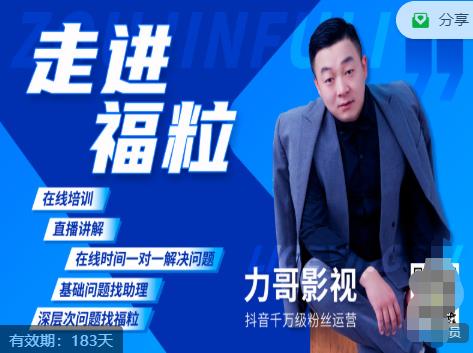 分享
走进
福粒
在线培训
直播讲解
在线时间一对一解决问题
基础问题找助理
深层次问题找福粒
力哥影视
抖音千万级粉丝运营
有效期：183天
员